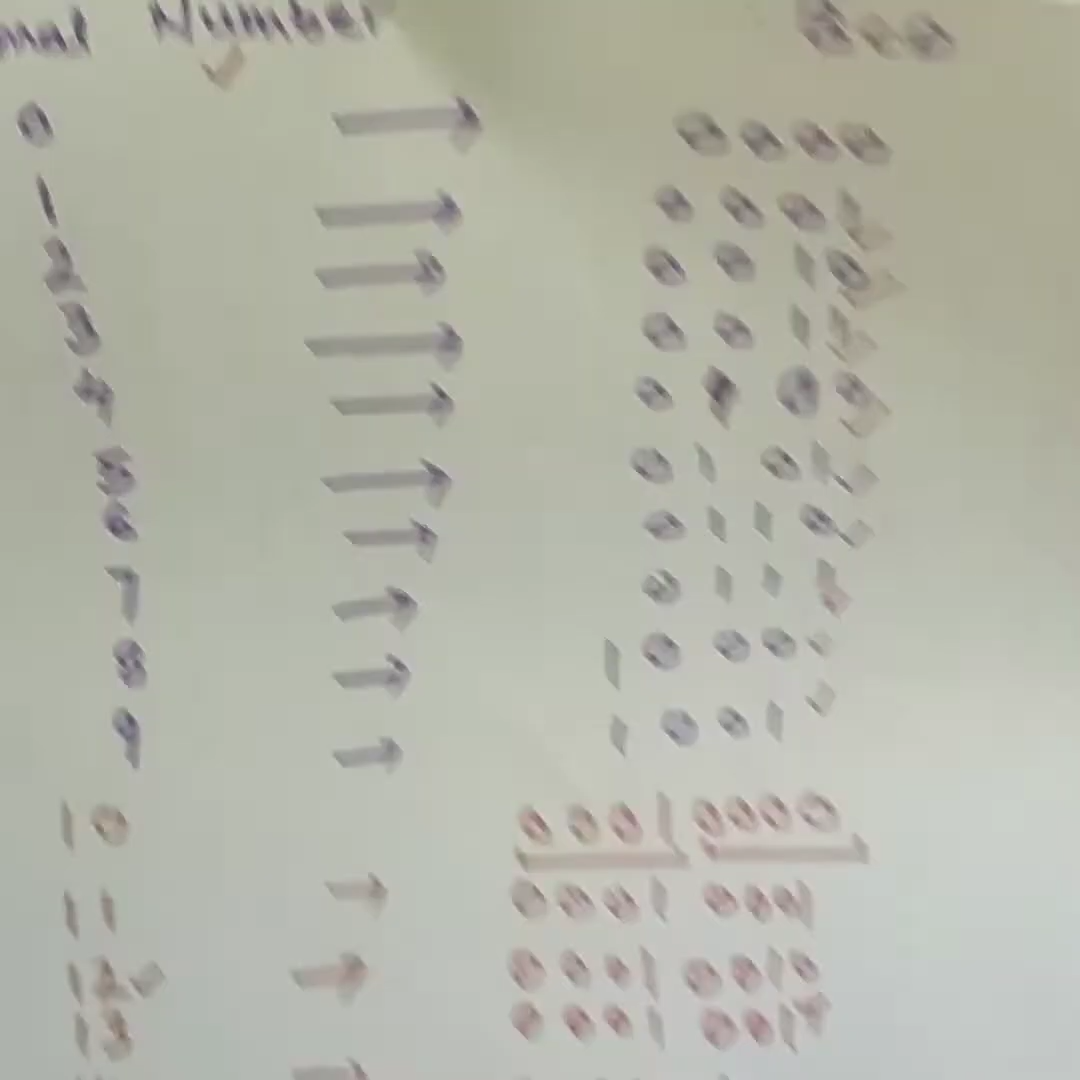 mal Number
0 → 0000
1 → 0001
2 → 0010
3 → 0011
4 → 0100
5 → 0101
6 → 0110
7 → 0111
8 → 1000
9 → 1001
10 0001 0000
11 → 0001 0001
12 → 0001 0010
13 0001 0011